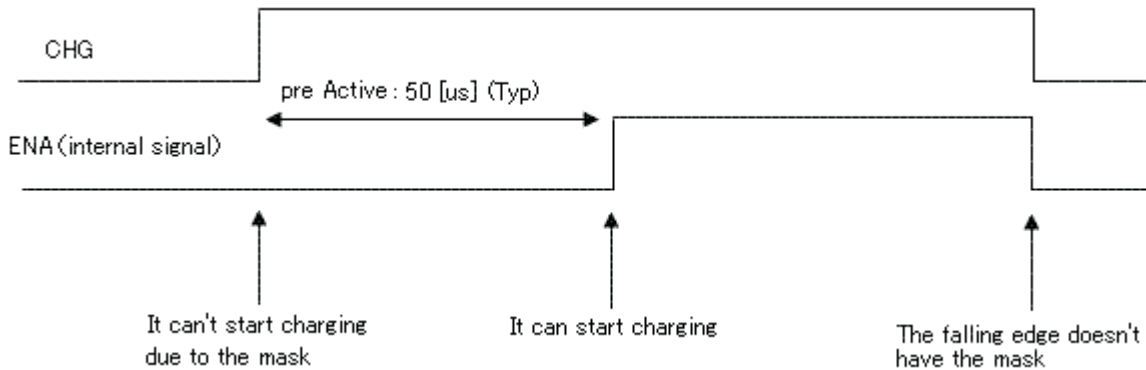 CHG
pre Active : 50 [us] (Typ)
ENA(internal signal)
It can't start charging
due to the mask
It can start charging
The falling edge doesn't
have the mask